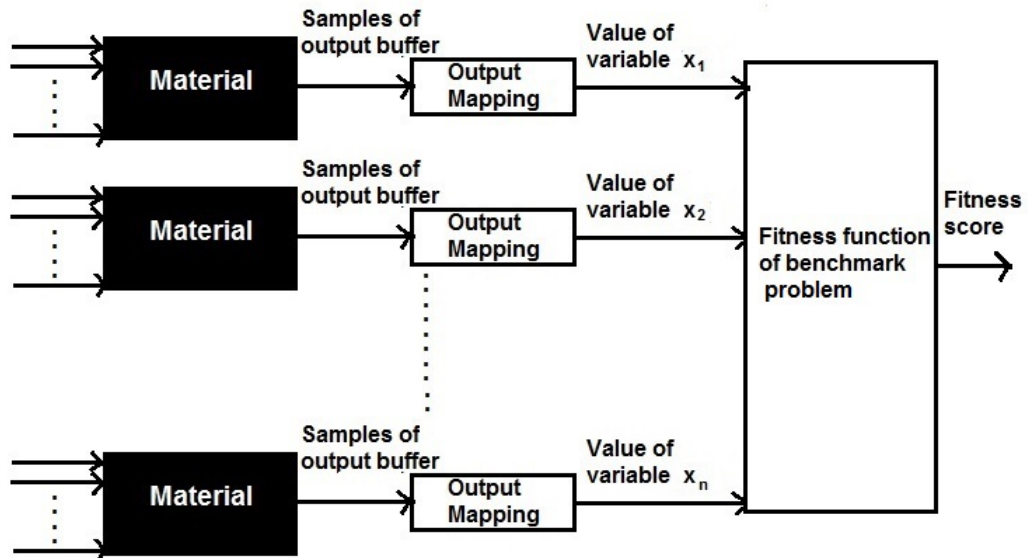 Samples of
output buffer
Value of
variable x₁
Material
Output
Mapping
Samples of
output buffer
Value of
variable x₂
Material
Output
Mapping
Fitness function
of benchmark
problem
Fitness
score
Samples of
output buffer
Value of
variable xₙ
Material
Output
Mapping